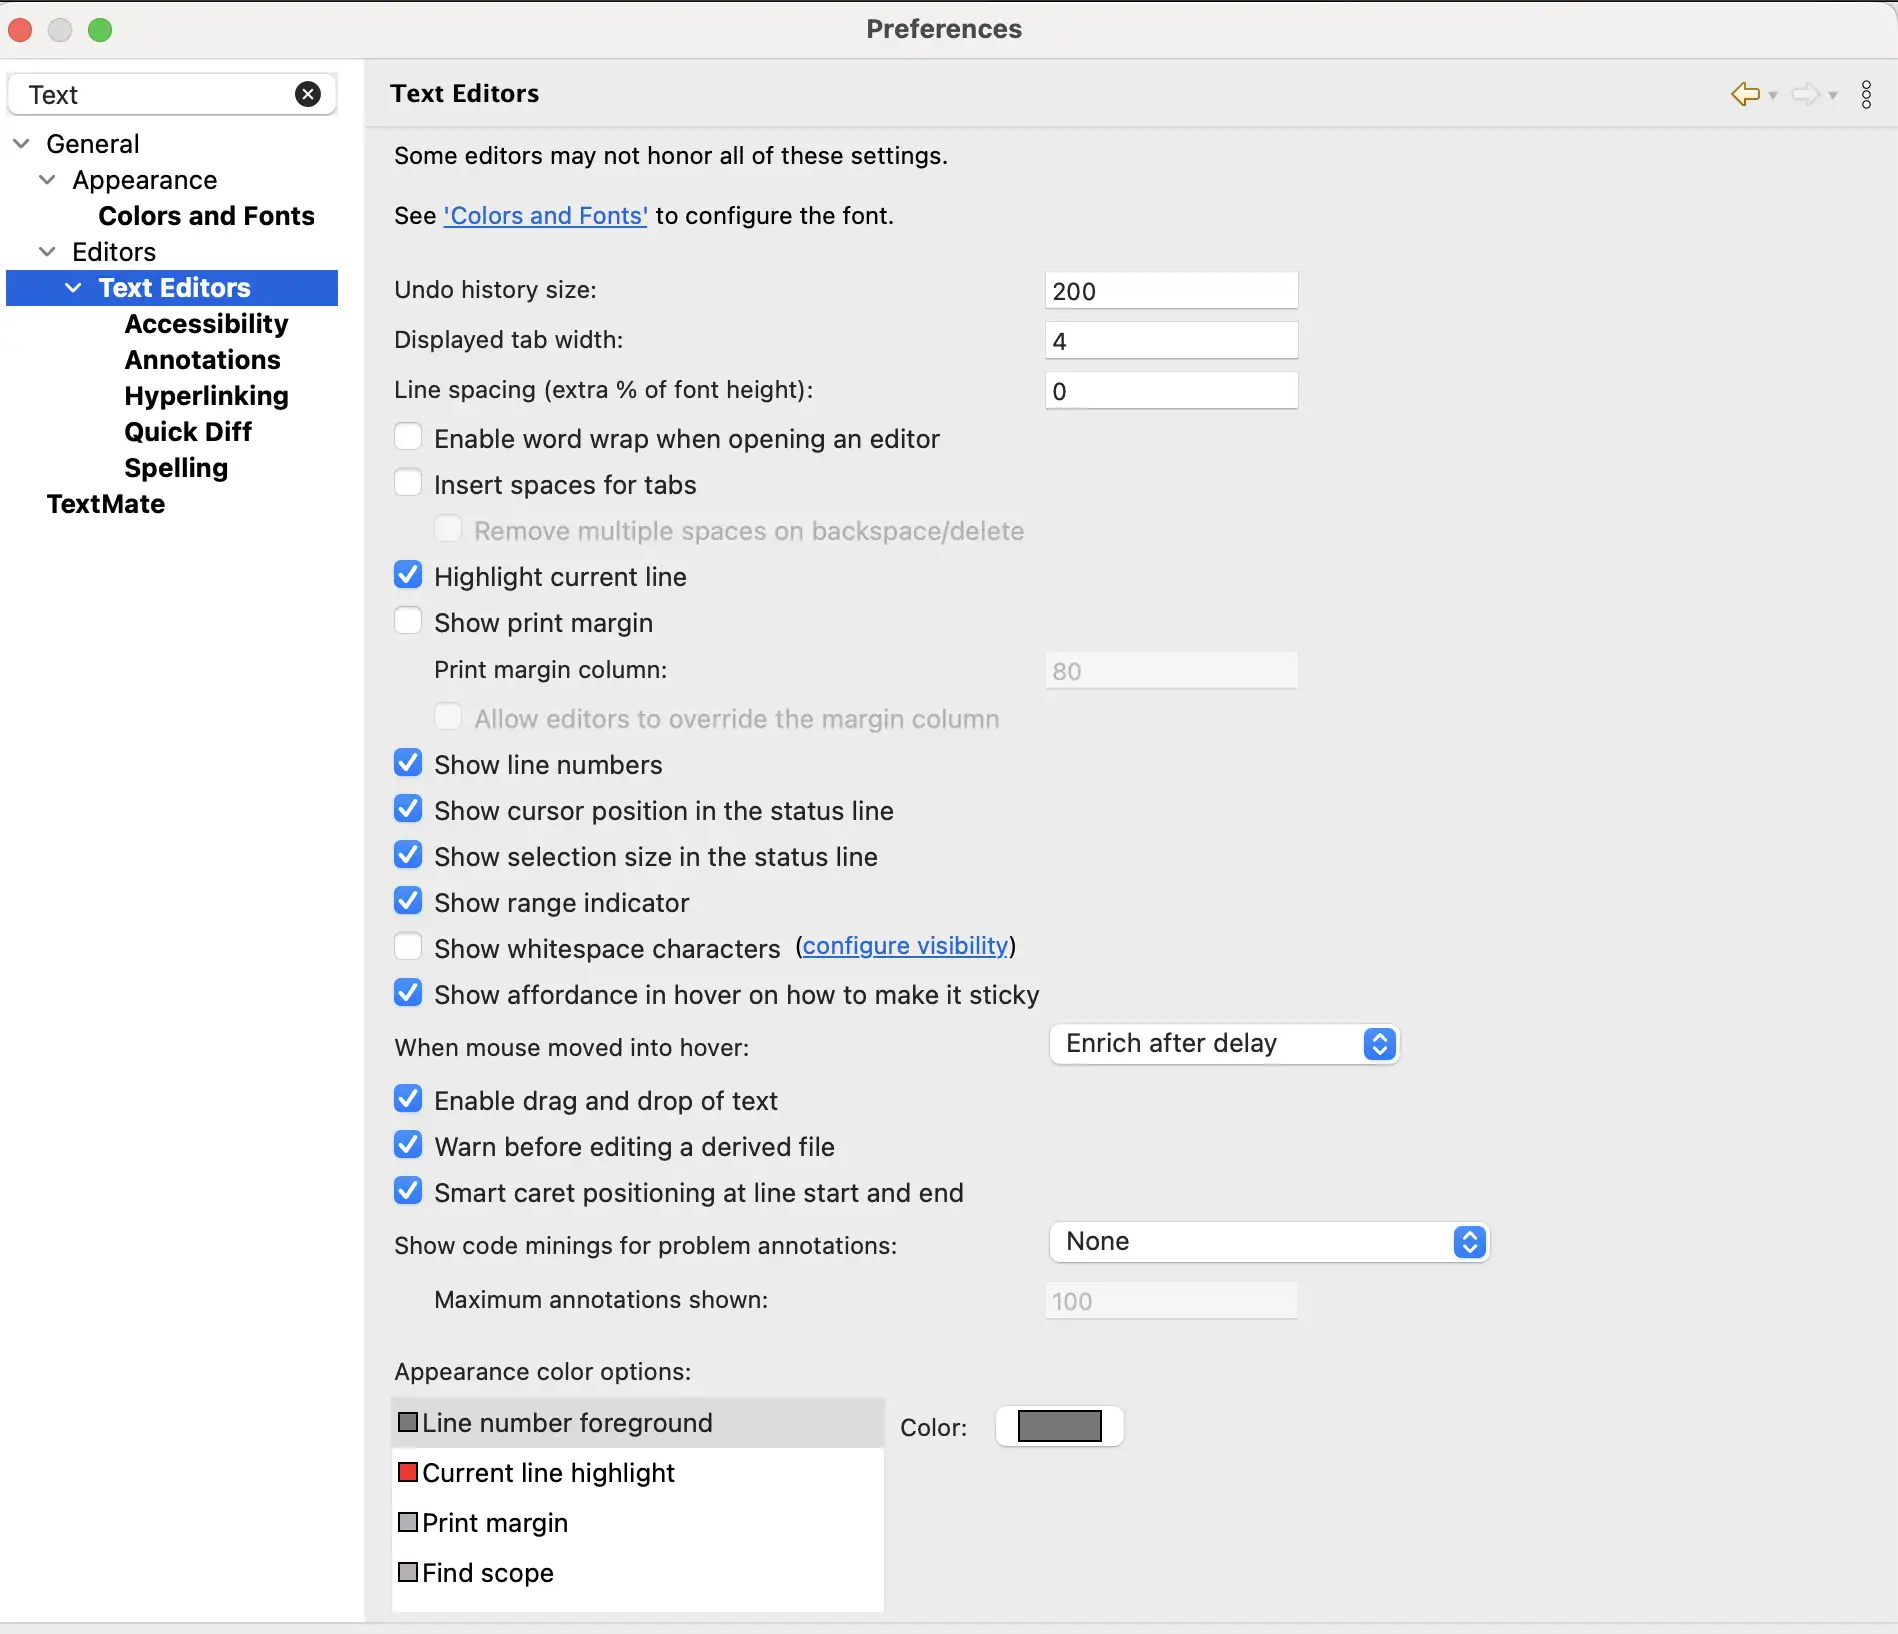 Preferences
Text
General
Appearance
Colors and Fonts
Editors
Text Editors
Accessibility
Annotations
Hyperlinking
Quick Diff
Spelling
TextMate
Text Editors
Some editors may not honor all of these settings.
See 'Colors and Fonts' to configure the font.
Undo history size: 200
Displayed tab width: 4
Line spacing (extra % of font height): 0
Enable word wrap when opening an editor
Insert spaces for tabs
Remove multiple spaces on backspace/delete
Highlight current line
Show print margin
Print margin column: 80
Allow editors to override the margin column
Show line numbers
Show cursor position in the status line
Show selection size in the status line
Show range indicator
Show whitespace characters (configure visibility)
Show affordance in hover on how to make it sticky
When mouse moved into hover: Enrich after delay
Enable drag and drop of text
Warn before editing a derived file
Smart caret positioning at line start and end
Show code minings for problem annotations: None
Maximum annotations shown: 100
Appearance color options:
Line number foreground Color:
Current line highlight
Print margin
Find scope